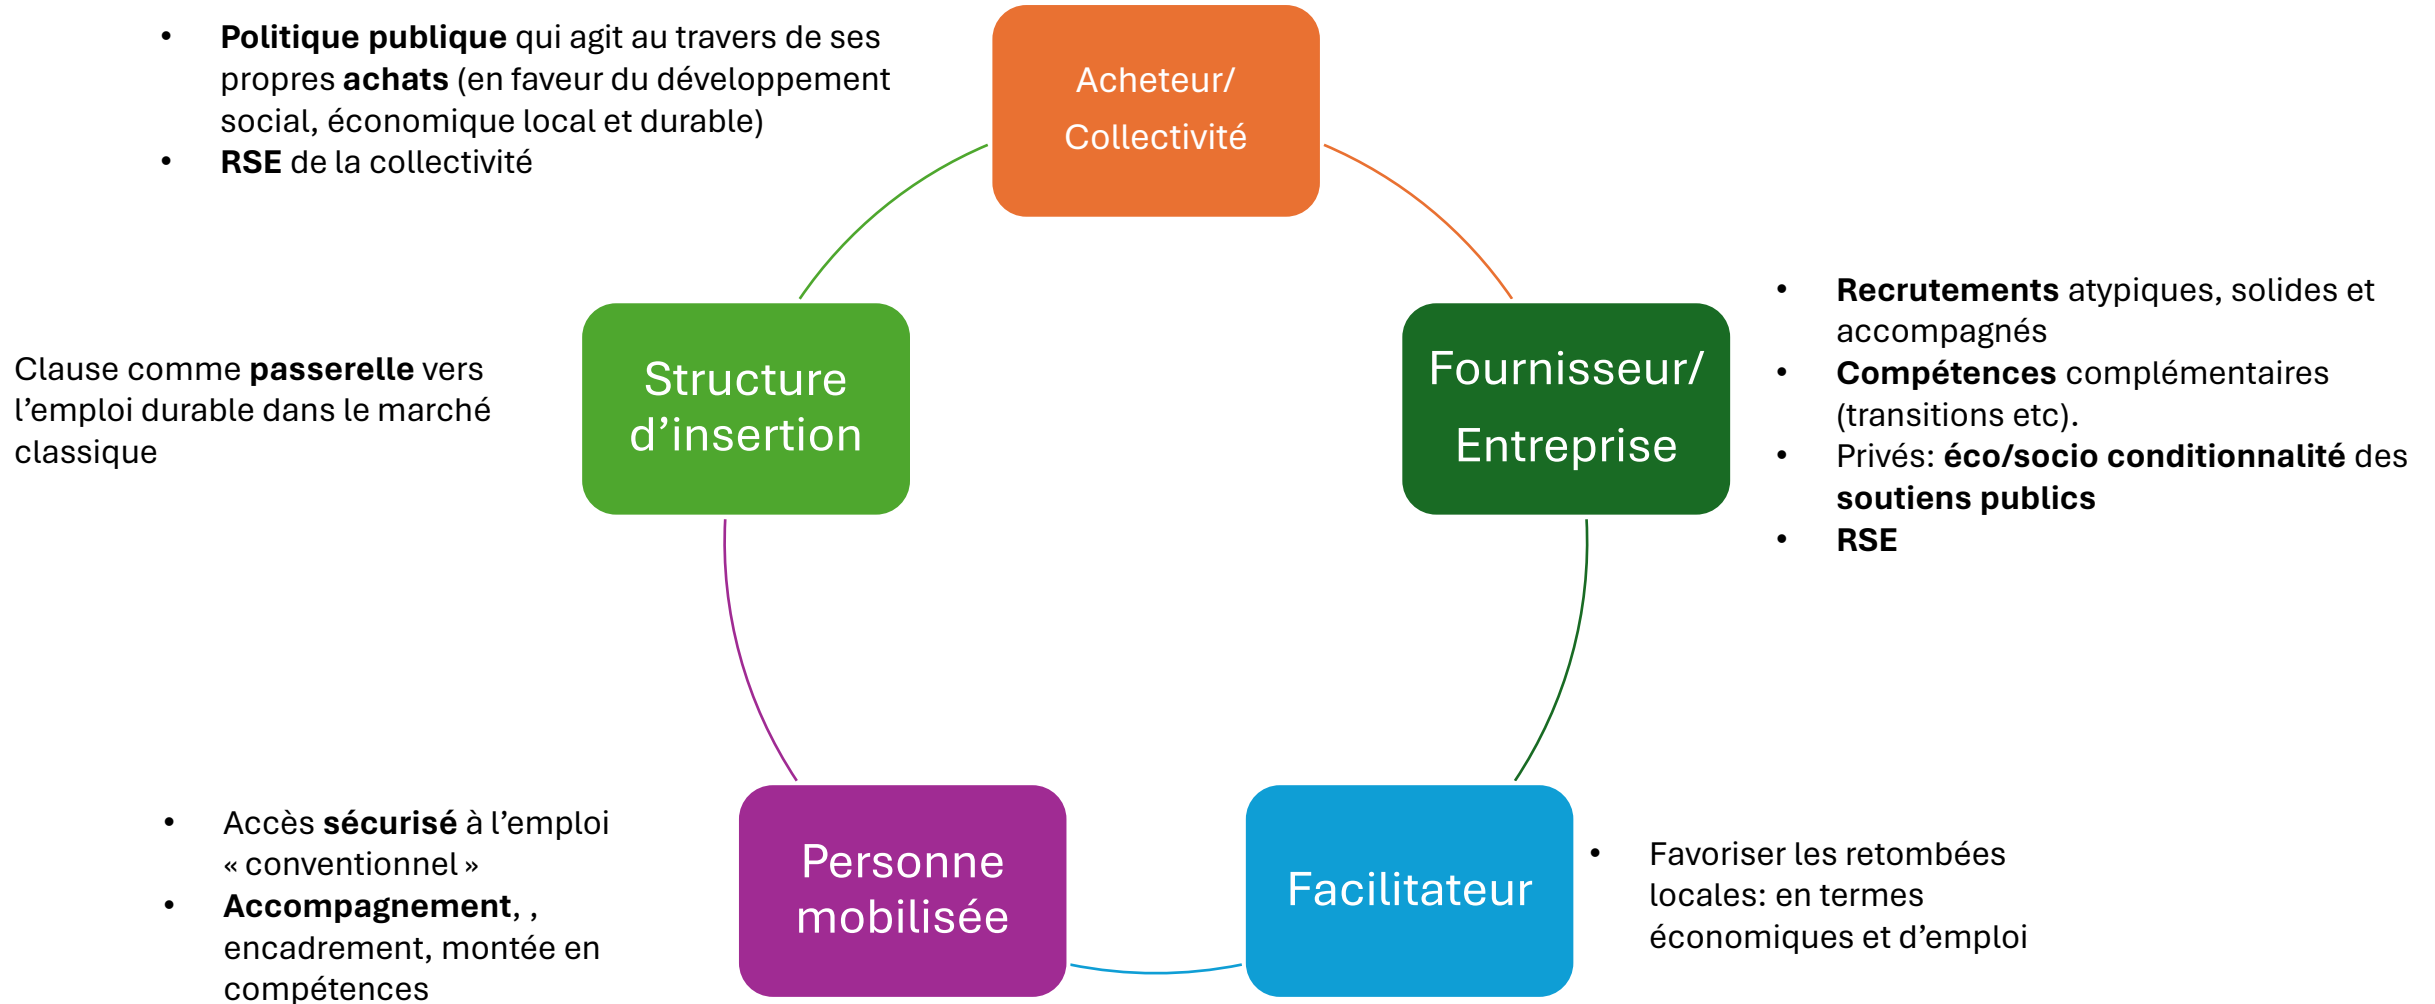 • Politique publique qui agit au travers de ses
propres achats (en faveur du développement
social, économique local et durable)
• RSE de la collectivité
Acheteur/
Collectivité
Clause comme passerelle vers
l’emploi durable dans le marché
classique
Structure
d’insertion
Fournisseur/
Entreprise
• Recrutements atypiques, solides et
accompagnés
• Compétences complémentaires
(transitions etc).
• Privés: éco/socio conditionnalité des
soutiens publics
• RSE
• Accès sécurisé à l’emploi
« conventionnel »
• Accompagnement, ,
encadrement, montée en
compétences
Personne
mobilisée
Facilitateur
• Favoriser les retombées
locales: en termes
économiques et d’emploi